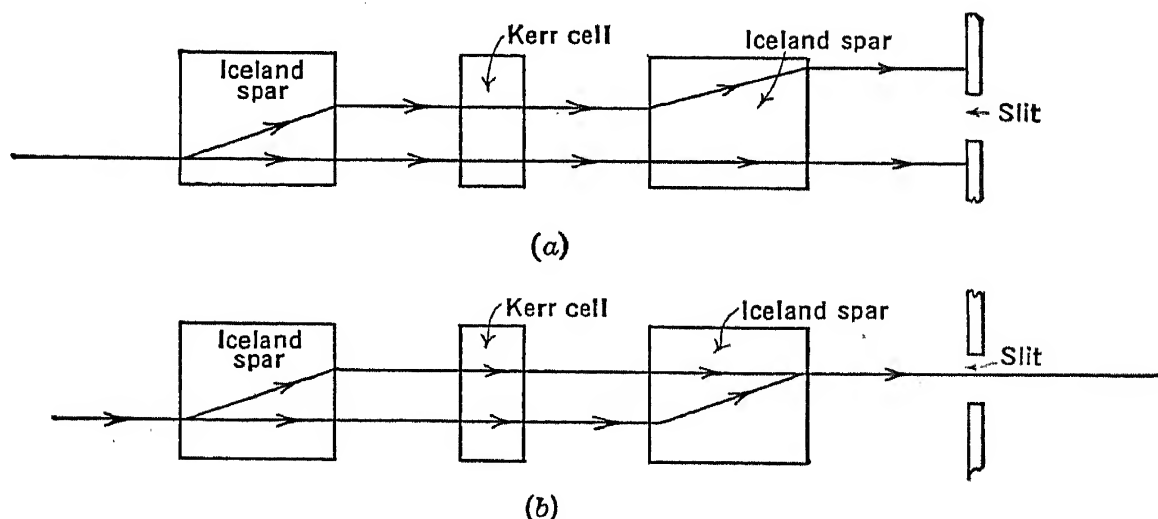 Kerr cell
Iceland spar
Iceland
spar
Slit
(a)
Kerr cell
Iceland spar
Iceland
spar
Slit
(b)